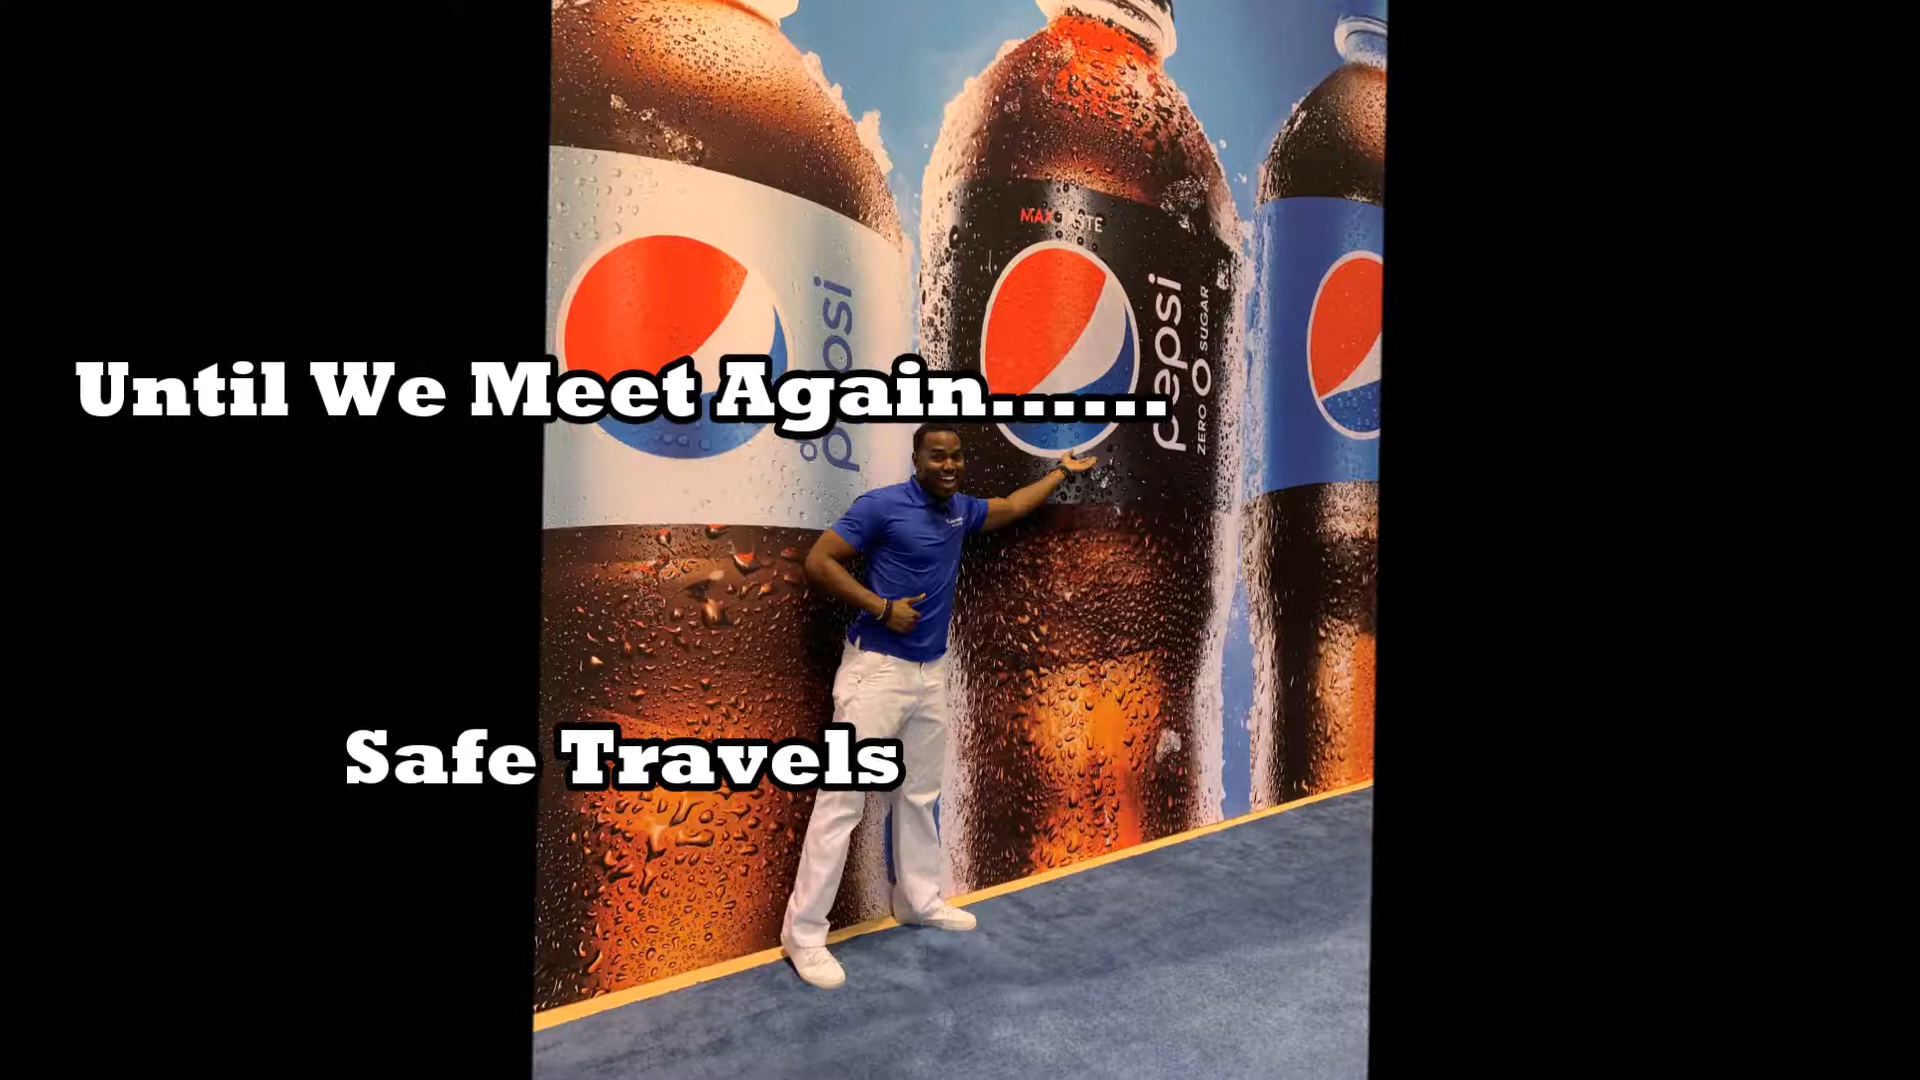 MAX TASTE
pepsi
pepsi
ZERO SUGAR
Until We Meet Again......
Safe Travels